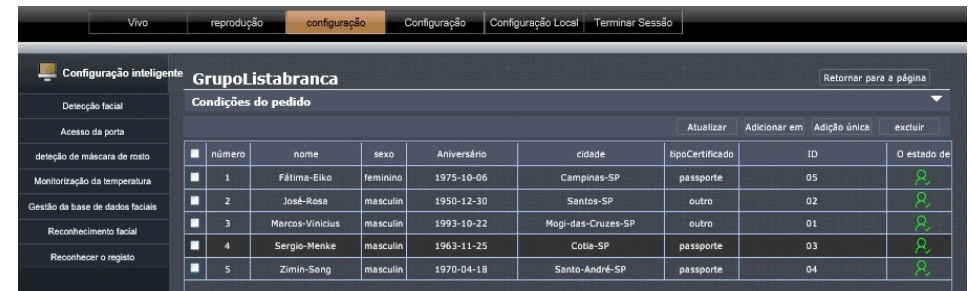 Vivo reprodução configuração Configuração Configuração Local Terminar Sessão
Configuração inteligente
Detecção facial
Acesso da porta
deteção de máscara de rosto
Monitorização da temperatura
Gestão da base de dados faciais
Reconhecimento facial
Reconhecer o registo
GrupoListabranca Retornar para a página
Condições do pedido
Atualizar Adicionar em Adição única excluir
número nome sexo Aniversário cidade tipoCertificado ID O estado de
1 Fátima-Eiko feminino 1975-10-06 Campinas-SP passporte 05
2 José-Rosa masculin 1950-12-30 Santos-SP outro 02
3 Marcos-Vinicius masculin 1993-10-22 Mogi-das-Cruzes-SP outro 01
4 Sergio-Menke masculin 1963-11-25 Cotia-SP passporte 03
5 Zimin-Song masculin 1970-04-18 Santo-André-SP passporte 04